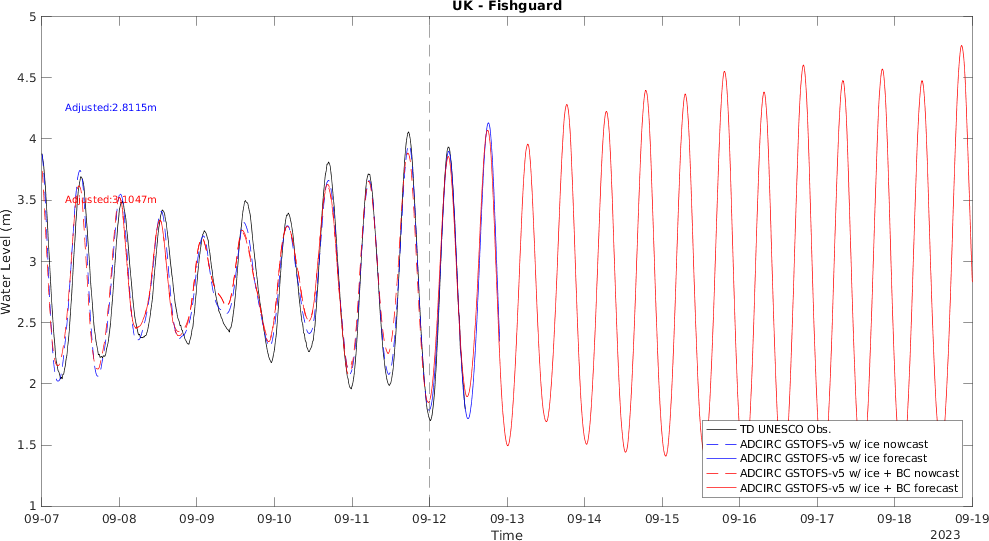 UK - Fishguard
5
4.5
4
3.5
3
2.5
2
1.5
1
Water Level (m)
Adjusted:2.8115m
Adjusted:3.1047m
TD UNESCO Obs.
ADCIRC GSTOFS-v5 w/ ice nowcast
ADCIRC GSTOFS-v5 w/ ice forecast
ADCIRC GSTOFS-v5 w/ ice + BC nowcast
ADCIRC GSTOFS-v5 w/ ice + BC forecast
09-07 09-08 09-09 09-10 09-11 09-12 09-13 09-14 09-15 09-16 09-17 09-18 09-19
Time
2023